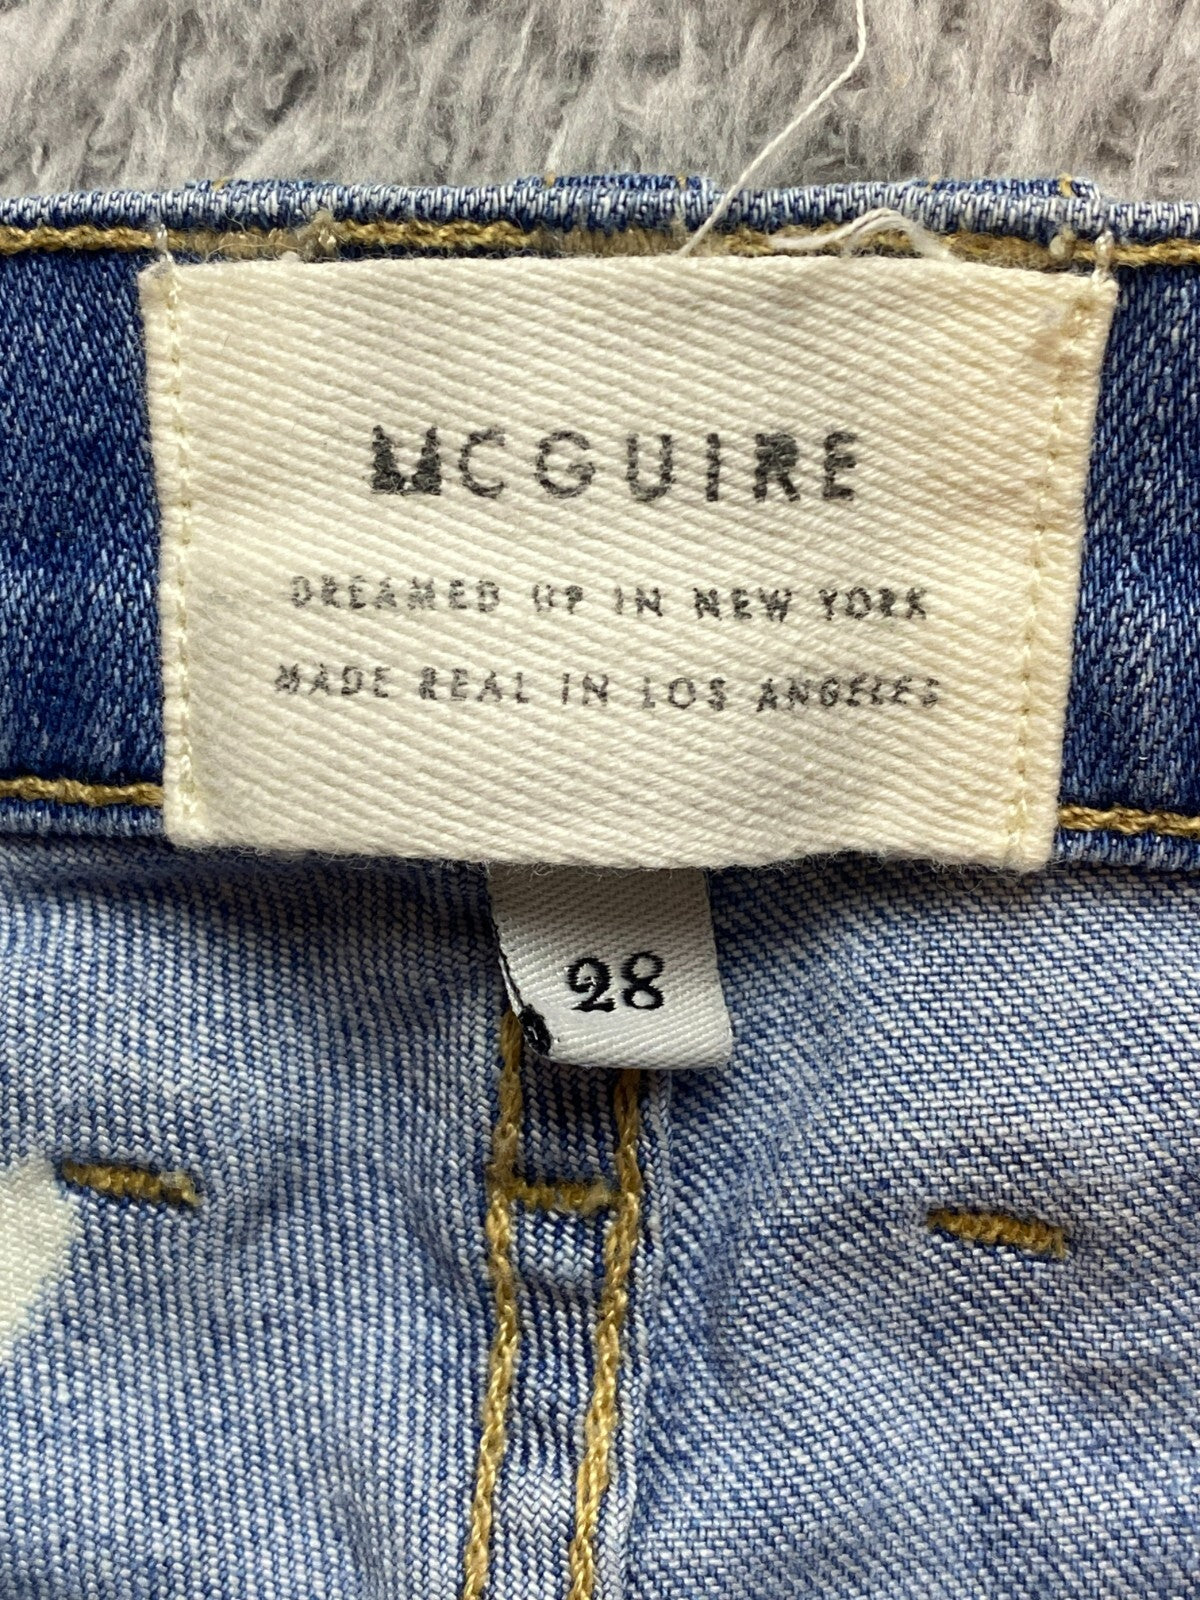 MCGUIRE
DREAMED UP IN NEW YORK
MADE REAL IN LOS ANGELES
28